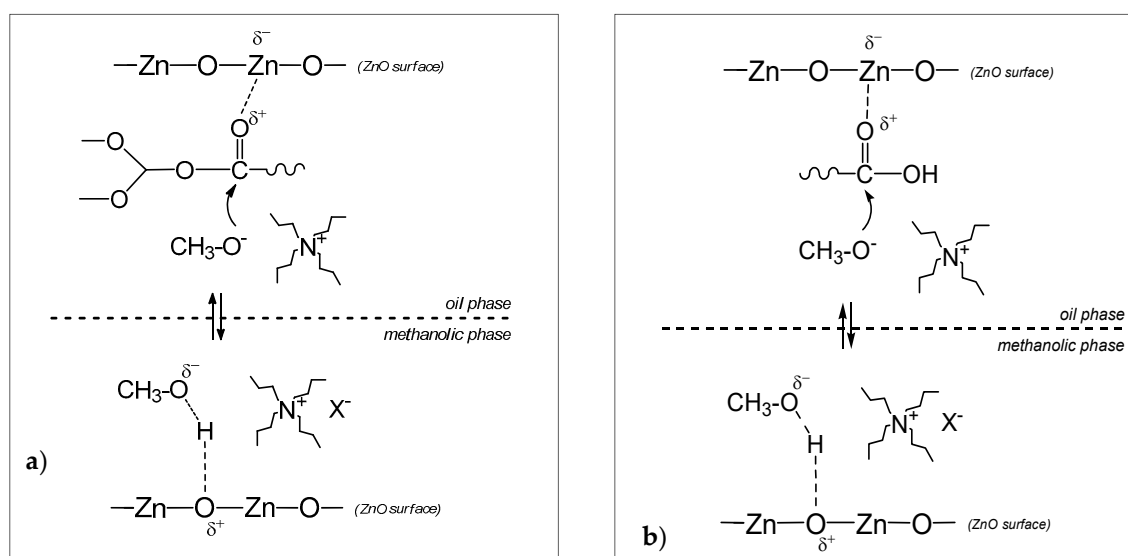 δ−
—Zn—O—Zn—O— (ZnO surface)
O δ+
O
O
O
C
CH3-O-
N+
oil phase
methanolic phase
δ−
CH3-O
H
N+ X-
a)
—Zn—O—Zn—O— (ZnO surface)
δ+
δ−
—Zn—O—Zn—O— (ZnO surface)
O δ+
C—OH
CH3-O-
N+
oil phase
methanolic phase
δ−
CH3-O
H
N+ X-
b)
—Zn—O—Zn—O— (ZnO surface)
δ+